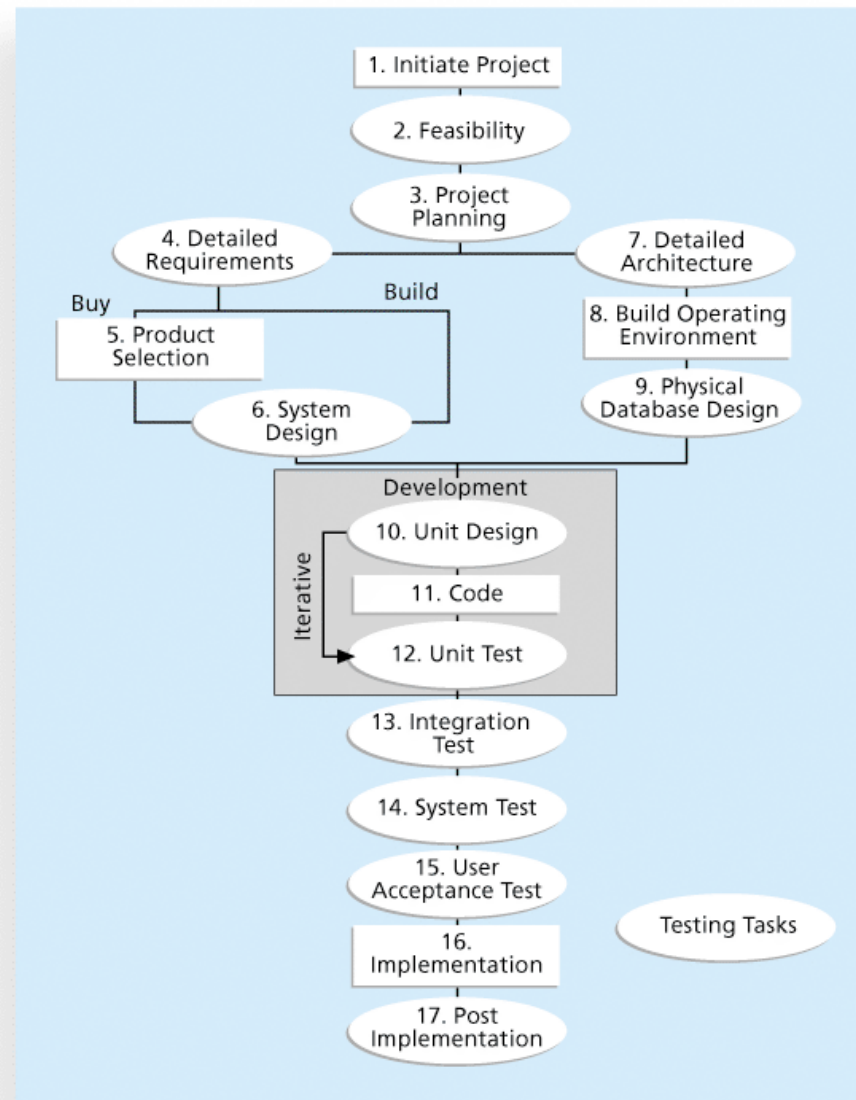 1. Initiate Project
2. Feasibility
3. Project
Planning
4. Detailed
Requirements
7. Detailed
Architecture
Buy
Build
5. Product
Selection
8. Build Operating
Environment
6. System
Design
9. Physical
Database Design
Development
Iterative
10. Unit Design
11. Code
12. Unit Test
13. Integration
Test
14. System Test
15. User
Acceptance Test
Testing Tasks
16.
Implementation
17. Post
Implementation